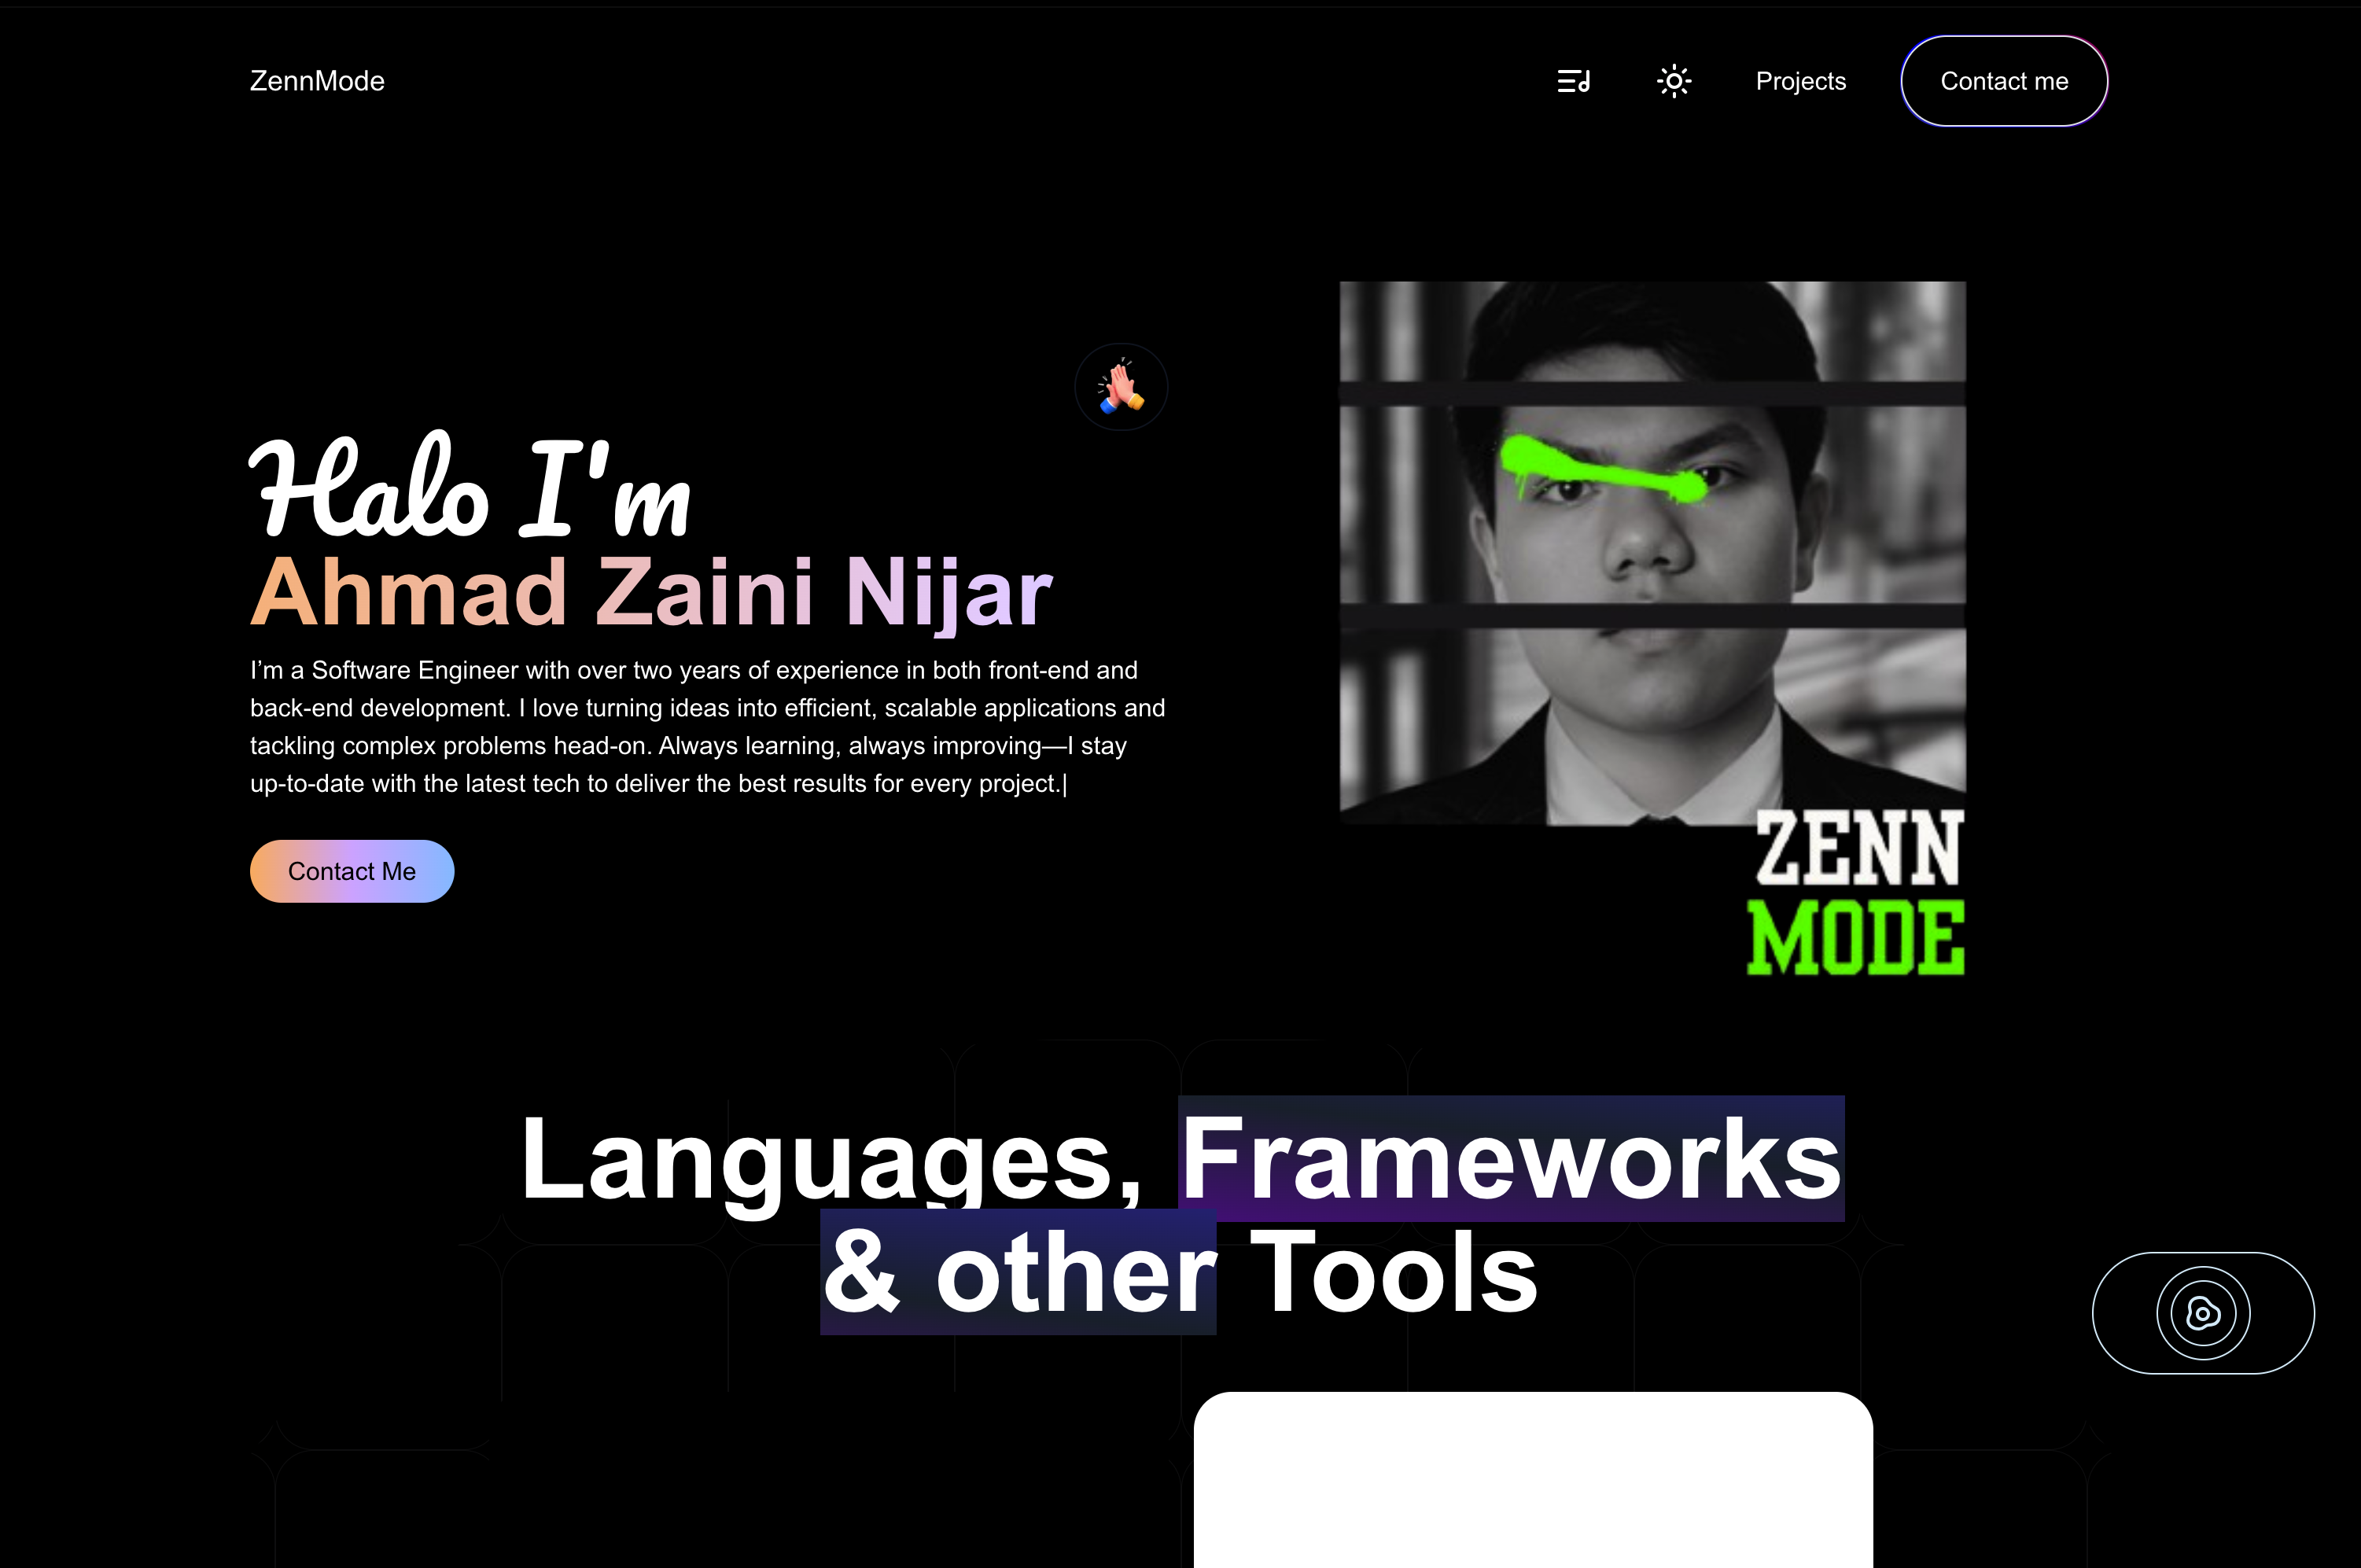 ZennMode
Projects
Contact me
Halo I'm
Ahmad Zaini Nijar
I’m a Software Engineer with over two years of experience in both front-end and
back-end development. I love turning ideas into efficient, scalable applications and
tackling complex problems head-on. Always learning, always improving—I stay
up-to-date with the latest tech to deliver the best results for every project.|
Contact Me
ZENN
MODE
Languages, Frameworks
& other Tools